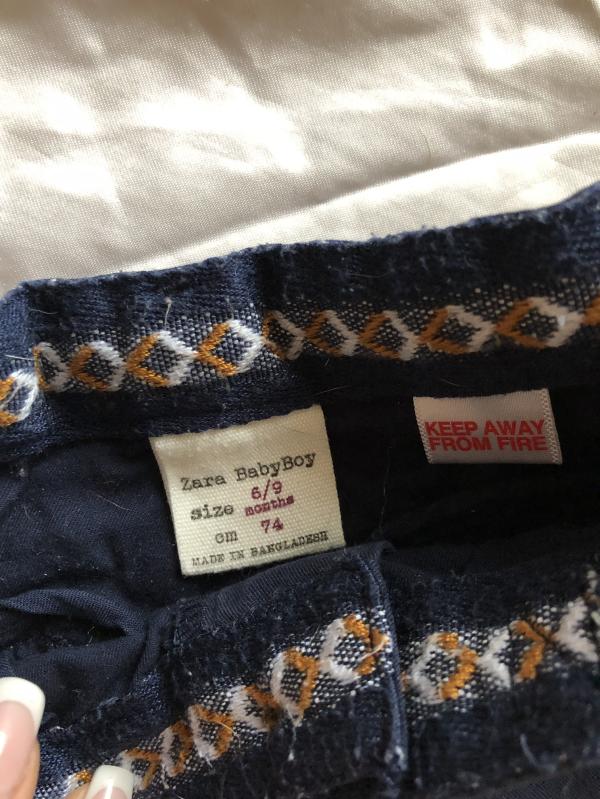 Zara BabyBoy
size 6/9 months
cm 74
MADE IN BANGLADESH
KEEP AWAY
FROM FIRE